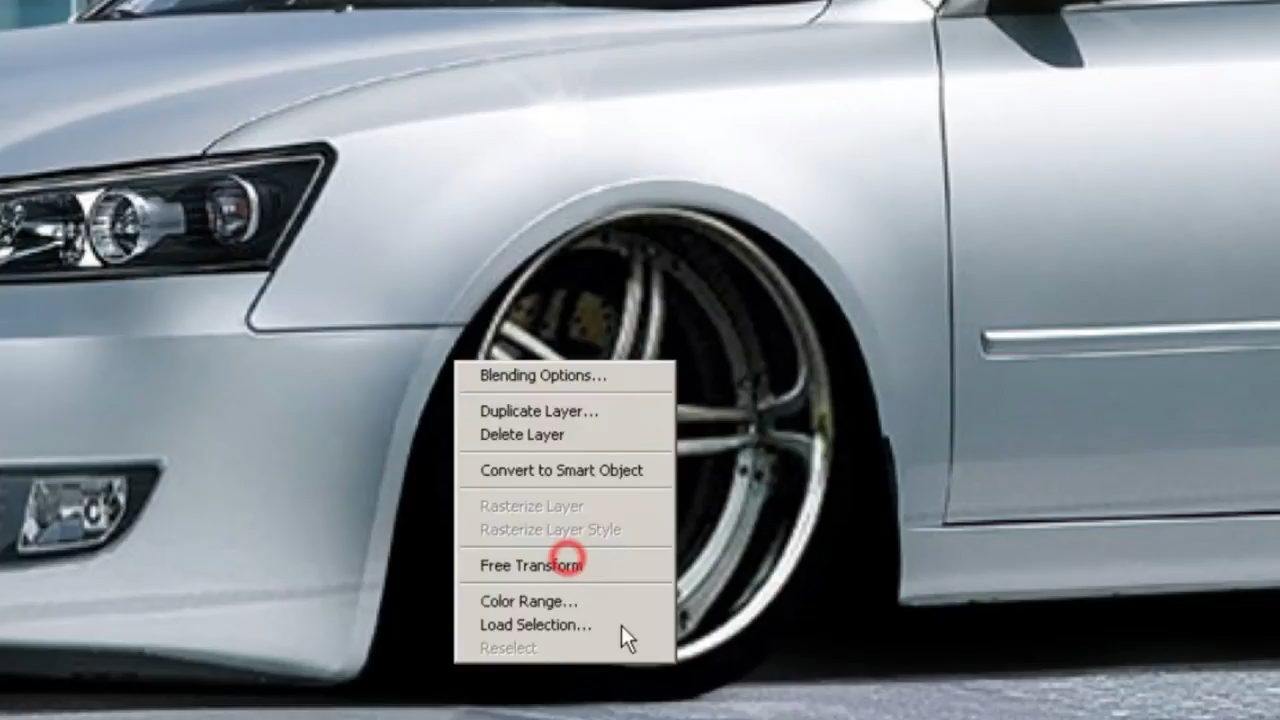 Blending Options...
Duplicate Layer...
Delete Layer
Convert to Smart Object
Rasterize Layer
Rasterize Layer Style
Free Transform
Color Range...
Load Selection...
Reselect